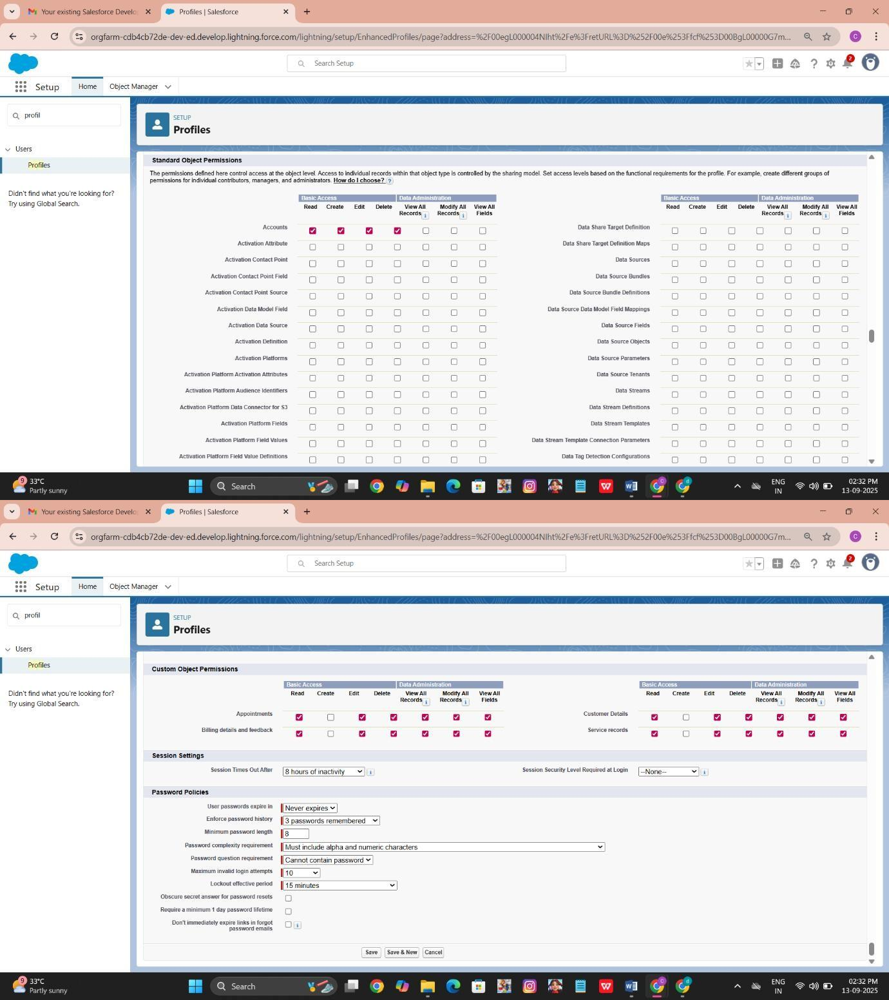 Your existing Salesforce Develo
Profiles | Salesforce
orgfarm-cdb4cb72de-dev-ed.develop.lightning.force.com/lightning/setup/EnhancedProfiles/page?address=%2F00egL000004NIht%2Fe%3FretURL%3D%252F00e%253Ffcf%253D00BgL00000G7m...
C
Search Setup
2
Setup Home Object Manager
profil
SETUP
Profiles
Users
Profiles
Didn't find what you're looking for?
Try using Global Search.
Standard Object Permissions
The permissions defined here control access at the object level. Access to individual records within that object type is controlled by the sharing model. Set access levels based on the functional requirements for the profile. For example, create different groups of
permissions for individual contributors, managers, and administrators. How do I choose? ?
Basic Access Data Administration Basic Access Data Administration
Read Create Edit Delete View All Records i Modify All Records i View All Fields Read Create Edit Delete View All Records i Modify All Records i View All Fields
Accounts Data Share Target Definition
Activation Attribute Data Share Target Definition Maps
Activation Contact Point Data Sources
Activation Contact Point Field Data Source Bundles
Activation Contact Point Source Data Source Bundle Definitions
Activation Data Model Field Data Source Data Model Field Mappings
Activation Data Source Data Source Fields
Activation Definition Data Source Objects
Activation Platforms Data Source Parameters
Activation Platform Activation Attributes Data Source Tenants
Activation Platform Audience Identifiers Data Streams
Activation Platform Data Connector for S3 Data Stream Definitions
Activation Platform Fields Data Stream Templates
Activation Platform Field Values Data Stream Template Connection Parameters
Activation Platform Field Value Definitions Data Tag Detection Configurations
9 33°C
Partly sunny
Search
ENG
IN
02:32 PM
13-09-2025
Your existing Salesforce Develo
Profiles | Salesforce
orgfarm-cdb4cb72de-dev-ed.develop.lightning.force.com/lightning/setup/EnhancedProfiles/page?address=%2F00egL000004NIht%2Fe%3FretURL%3D%252F00e%253Ffcf%253D00BgL00000G7m...
C
Search Setup
2
Setup Home Object Manager
profil
SETUP
Profiles
Users
Profiles
Didn't find what you're looking for?
Try using Global Search.
Custom Object Permissions
Basic Access Data Administration Basic Access Data Administration
Read Create Edit Delete View All Records i Modify All Records i View All Fields Read Create Edit Delete View All Records i Modify All Records i View All Fields
Appointments Customer Details
Billing details and feedback Service records
Session Settings
Session Times Out After 8 hours of inactivity i Session Security Level Required at Login --None-- i
Password Policies
User passwords expire in Never expires
Enforce password history 3 passwords remembered
Minimum password length 8
Password complexity requirement Must include alpha and numeric characters
Password question requirement Cannot contain password
Maximum invalid login attempts 10
Lockout effective period 15 minutes
Obscure secret answer for password resets
Require a minimum 1 day password lifetime
Don't immediately expire links in forgot
password emails i
Save Save & New Cancel
9 33°C
Partly sunny
Search
ENG
IN
02:32 PM
13-09-2025